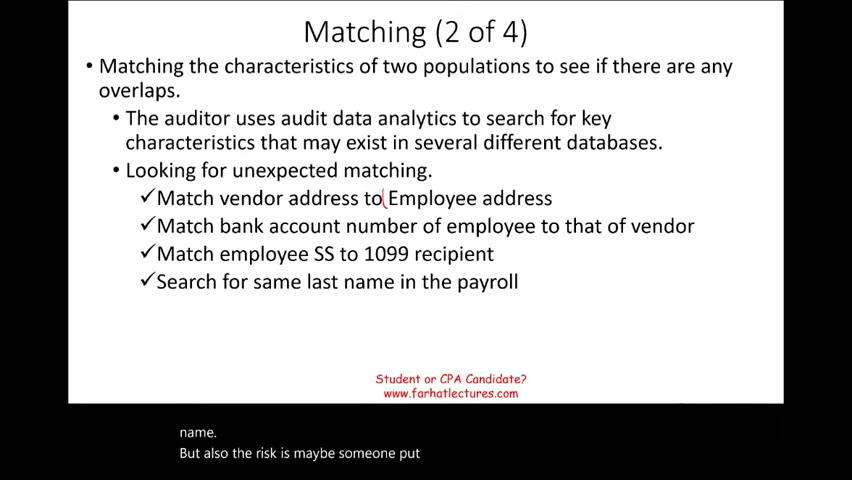 Matching (2 of 4)
• Matching the characteristics of two populations to see if there are any
overlaps.
• The auditor uses audit data analytics to search for key
characteristics that may exist in several different databases.
• Looking for unexpected matching.
✓Match vendor address to Employee address
✓Match bank account number of employee to that of vendor
✓Match employee SS to 1099 recipient
✓Search for same last name in the payroll
Student or CPA Candidate?
www.farhatlectures.com
name.
But also the risk is maybe someone put